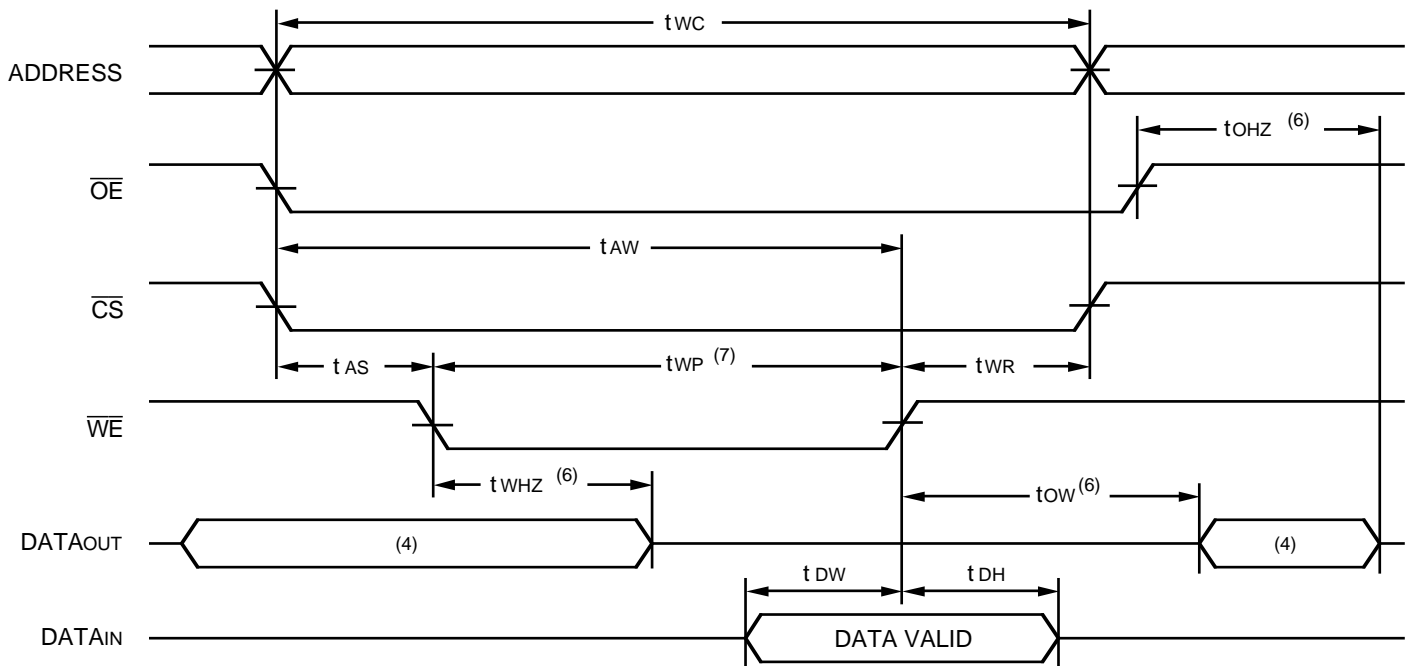 tWC
ADDRESS
tOHZ (6)
OE
tAW
CS
tAS
tWP (7)
tWR
WE
tWHZ (6)
tOW (6)
DATAOUT
(4)
(4)
tDW
tDH
DATAIN
DATA VALID